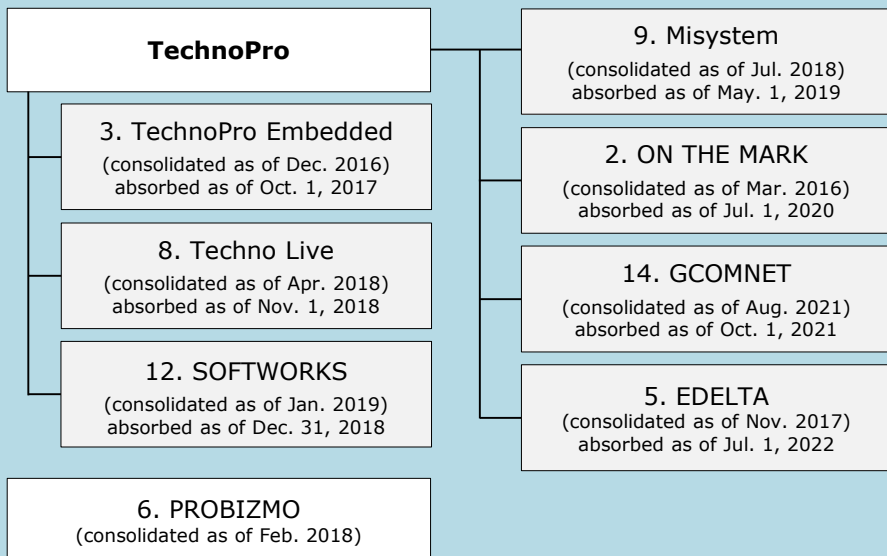 TechnoPro
3. TechnoPro Embedded
(consolidated as of Dec. 2016)
absorbed as of Oct. 1, 2017
8. Techno Live
(consolidated as of Apr. 2018)
absorbed as of Nov. 1, 2018
12. SOFTWORKS
(consolidated as of Jan. 2019)
absorbed as of Dec. 31, 2018
9. Misystem
(consolidated as of Jul. 2018)
absorbed as of May. 1, 2019
2. ON THE MARK
(consolidated as of Mar. 2016)
absorbed as of Jul. 1, 2020
14. GCOMNET
(consolidated as of Aug. 2021)
absorbed as of Oct. 1, 2021
5. EDELTA
(consolidated as of Nov. 2017)
absorbed as of Jul. 1, 2022
6. PROBIZMO
(consolidated as of Feb. 2018)